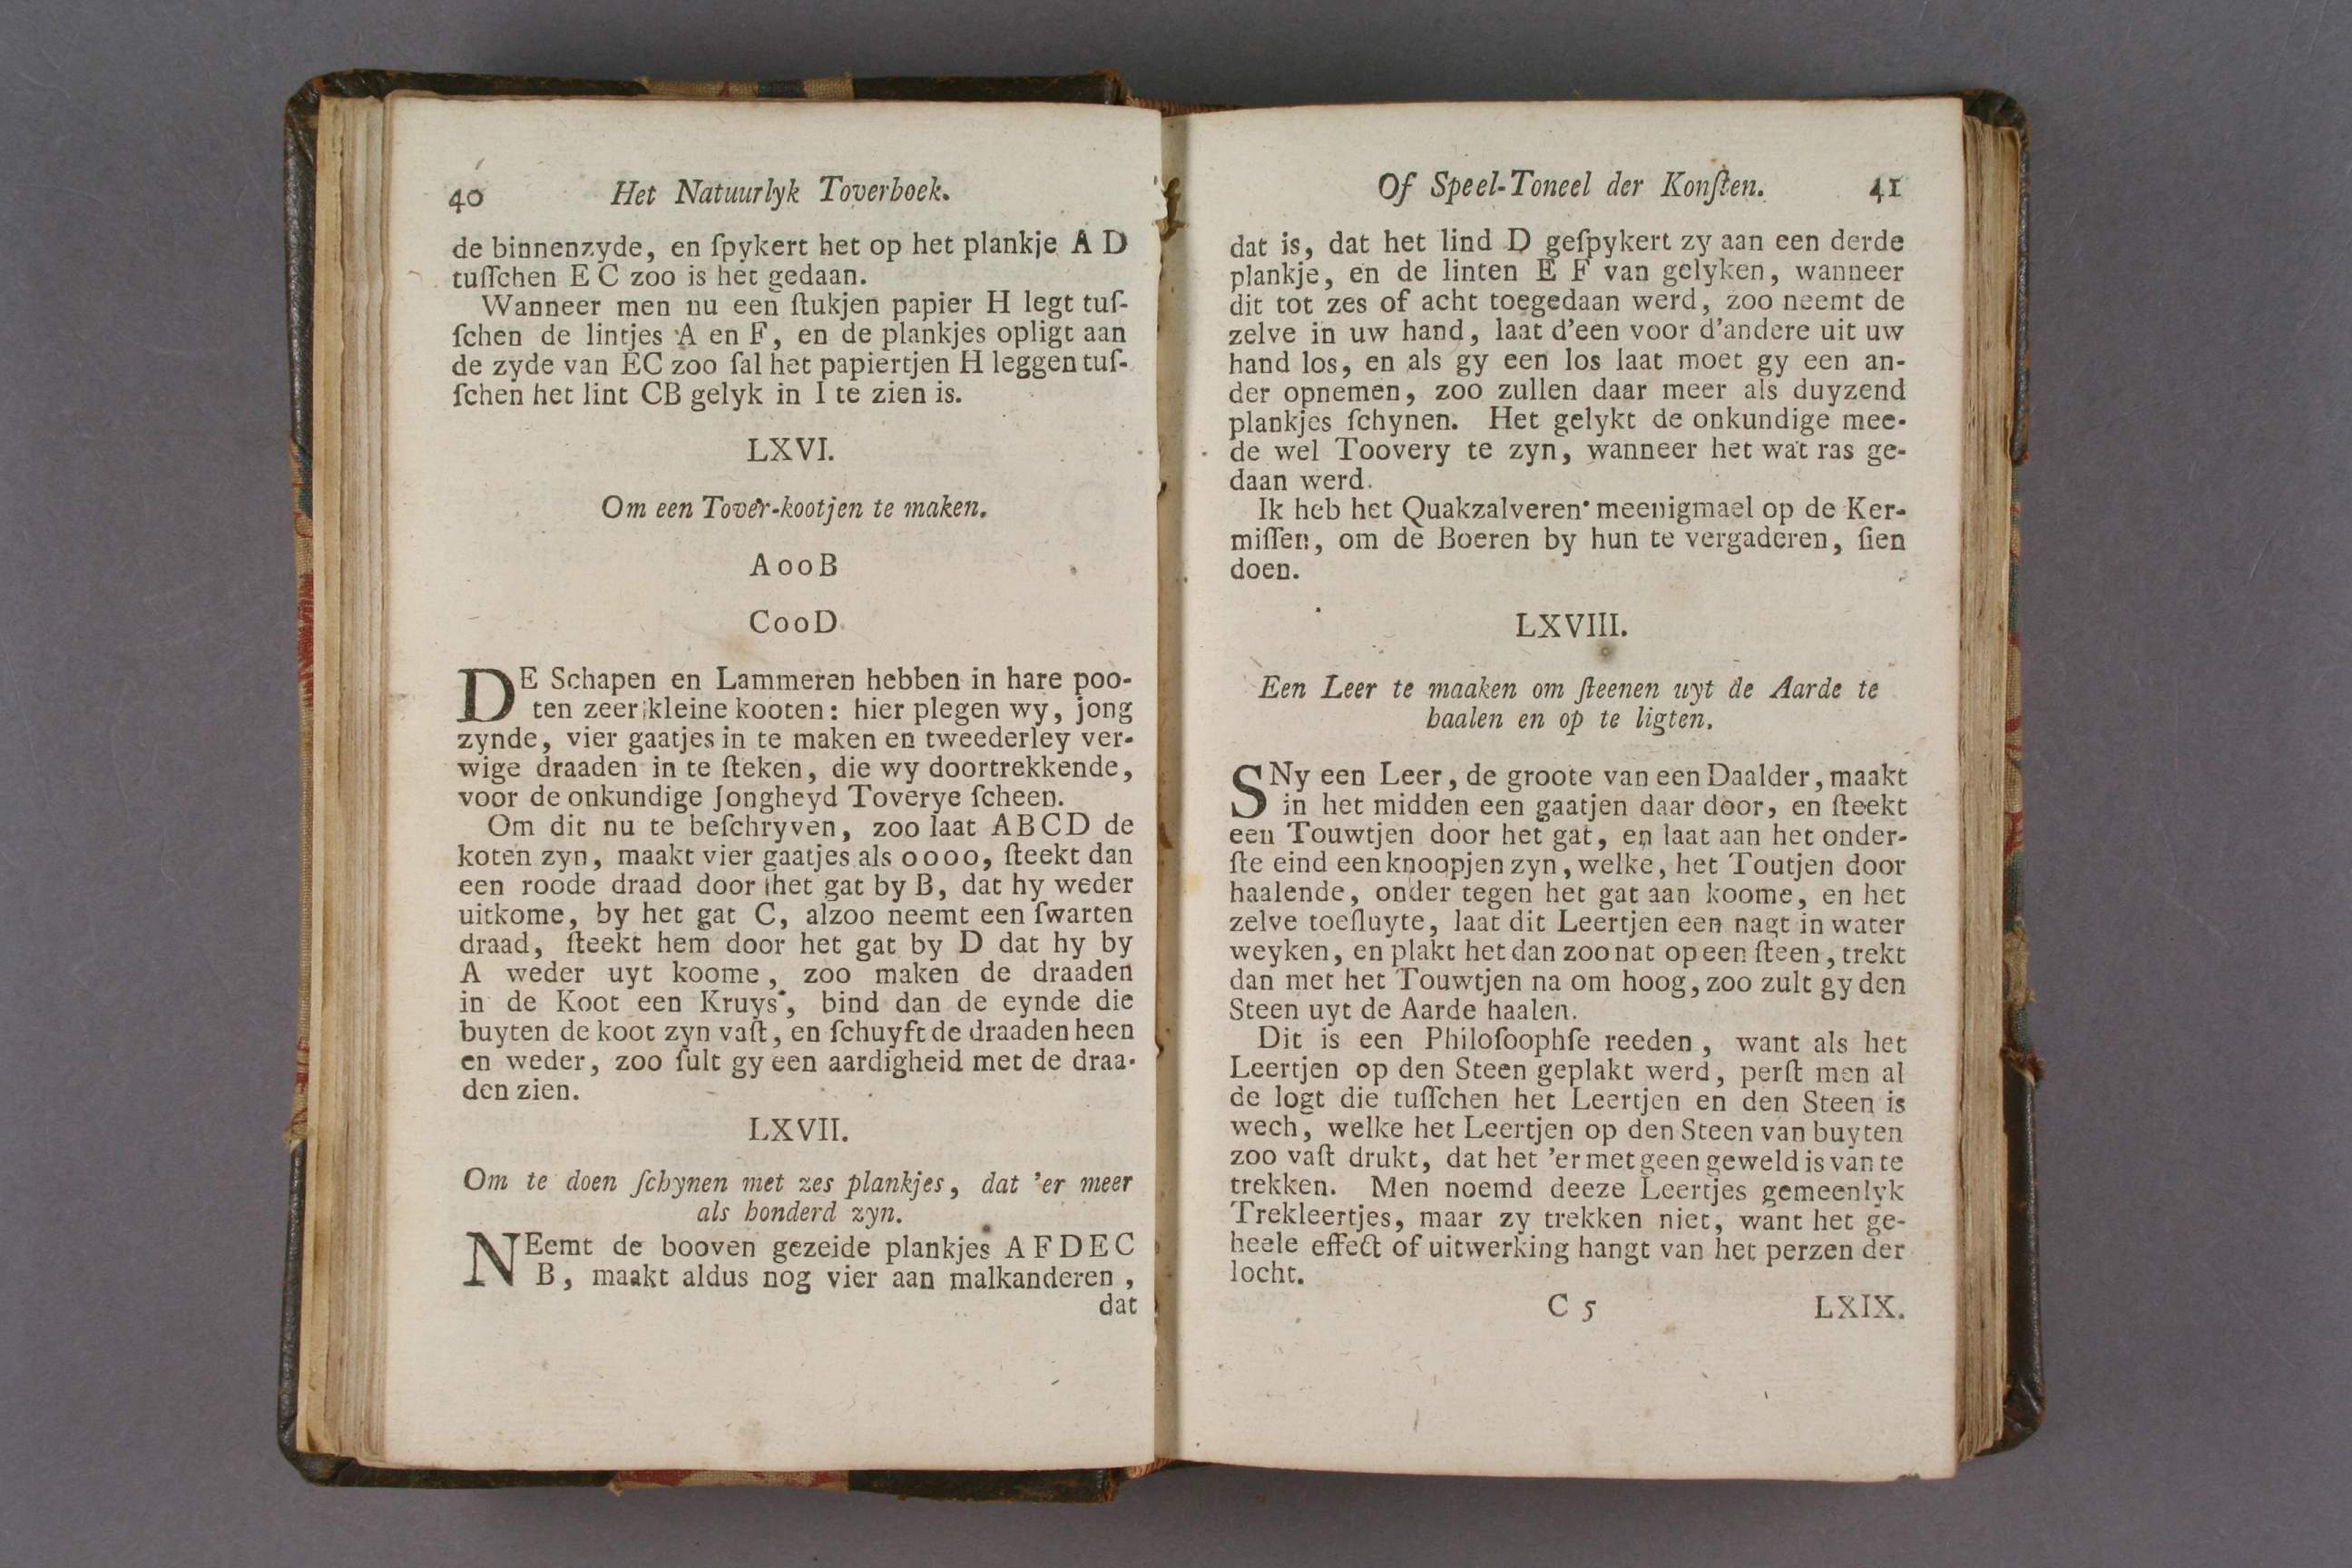 40 Het Natuurlyk Toverboek.
de binnenzyde, en ſpykert het op het plankje A D
tuſſchen E C zoo is het gedaan.
Wanneer men nu een ſtukjen papier H legt tuſ-
ſchen de lintjes A en F, en de plankjes opligt aan
de zyde van EC zoo ſal het papiertjen H leggen tuſ-
ſchen het lint CB gelyk in I te zien is.
LXVI.
Om een Tover-kootjen te maken.
A o o B
C o o D
DE Schapen en Lammeren hebben in hare poo-
ten zeer kleine kooten: hier plegen wy, jong
zynde, vier gaatjes in te maken en tweederley ver-
wige draaden in te ſteken, die wy doortrekkende,
voor de onkundige Jongheyd Toverye ſcheen.
Om dit nu te beſchryven, zoo laat ABCD de
koten zyn, maakt vier gaatjes als o o o o, ſteekt dan
een roode draad door het gat by B, dat hy weder
uitkome, by het gat C, alzoo neemt een ſwarten
draad, ſteekt hem door het gat by D dat hy by
A weder uyt koome, zoo maken de draaden
in de Koot een Kruys, bind dan de eynde die
buyten de koot zyn vaſt, en ſchuyft de draaden heen
en weder, zoo ſult gy een aardigheid met de draa-
den zien.
LXVII.
Om te doen ſchynen met zes plankjes, dat 'er meer
als honderd zyn.
NEemt de booven gezeide plankjes A F D E C
B, maakt aldus nog vier aan malkanderen,
dat
Of Speel-Toneel der Konſten. 41
dat is, dat het lind D geſpykert zy aan een derde
plankje, en de linten E F van gelyken, wanneer
dit tot zes of acht toegedaan werd, zoo neemt de
zelve in uw hand, laat d'een voor d'andere uit uw
hand los, en als gy een los laat moet gy een an-
der opnemen, zoo zullen daar meer als duyzend
plankjes ſchynen. Het gelykt de onkundige mee-
de wel Toovery te zyn, wanneer het wat ras ge-
daan werd.
Ik heb het Quakzalveren meenigmael op de Ker-
miſſen, om de Boeren by hun te vergaderen, ſien
doen.
LXVIII.
Een Leer te maaken om ſteenen uyt de Aarde te
haalen en op te ligten.
SNy een Leer, de groote van een Daalder, maakt
in het midden een gaatjen daar door, en ſteekt
een Touwtjen door het gat, en laat aan het onder-
ſte eind een knoopjen zyn, welke, het Toutjen door
haalende, onder tegen het gat aan koome, en het
zelve toeſluyte, laat dit Leertjen een nagt in water
weyken, en plakt het dan zoo nat op een ſteen, trekt
dan met het Touwtjen na om hoog, zoo zult gy den
Steen uyt de Aarde haalen.
Dit is een Philoſoophſe reeden, want als het
Leertjen op den Steen geplakt werd, perſt men al
de logt die tuſſchen het Leertjen en den Steen is
wech, welke het Leertjen op den Steen van buyten
zoo vaſt drukt, dat het 'er met geen geweld is van te
trekken. Men noemd deeze Leertjes gemeenlyk
Trekleertjes, maar zy trekken niet, want het ge-
heele effect of uitwerking hangt van het perzen der
locht.
C 5 LXIX.